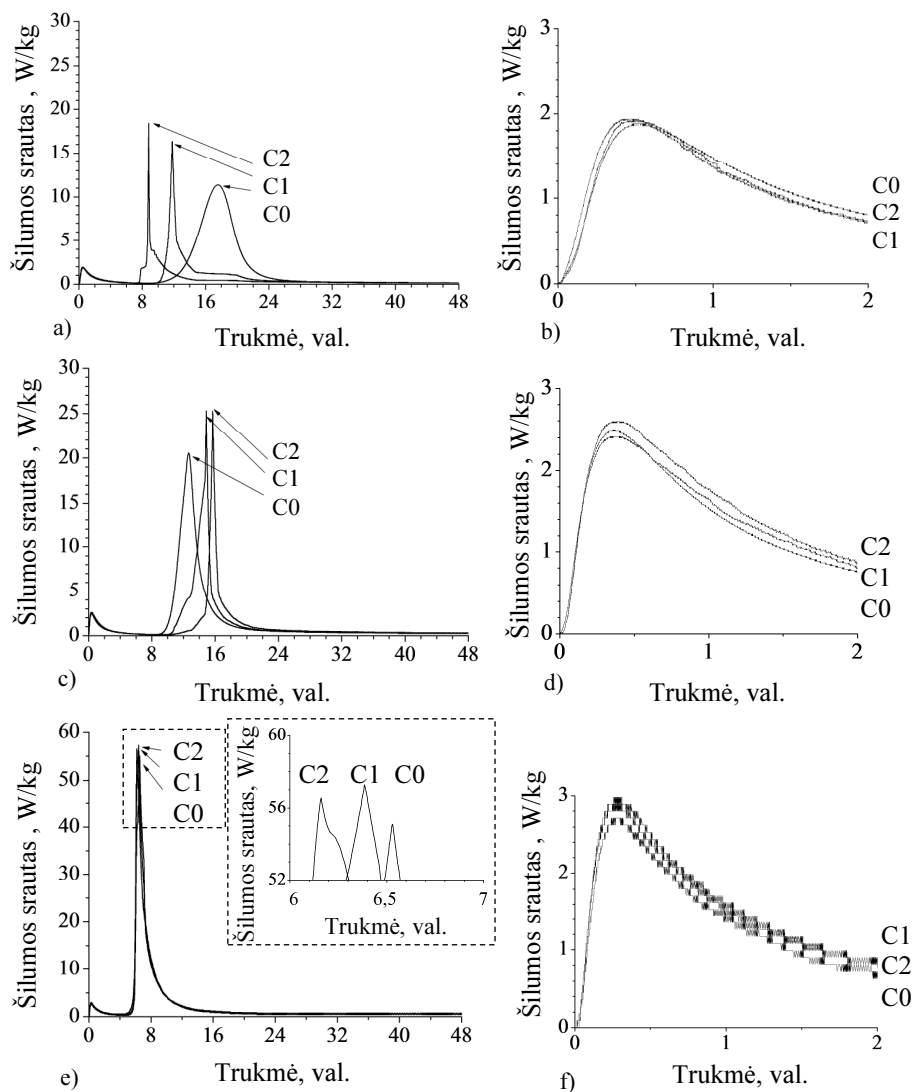 Šilumos srautas , W/kg
30
25
20
15
10
5
0
C2
C1
C0
0 8 16 24 32 40 48
a)
Trukmė, val.
Šilumos srautas , W/kg
3
2
1
0
C0
C2
C1
0 1 2
b)
Trukmė, val.
Šilumos srautas , W/kg
30
25
20
15
10
5
0
C2
C1
C0
0 8 16 24 32 40 48
c)
Trukmė, val.
Šilumos srautas , W/kg
3
2
1
0
C2
C1
C0
0 1 2
d)
Trukmė, val.
Šilumos srautas , W/kg
60
50
40
30
20
10
0
C2
C1
C0
0 8 16 24 32 40 48
e)
Trukmė, val.
Šilumos srautas, W/kg
60
56
52
C2 C1 C0
6 6,5 7
Trukmė, val.
Šilumos srautas , W/kg
3
2
1
0
C1
C2
C0
0 1 2
f)
Trukmė, val.